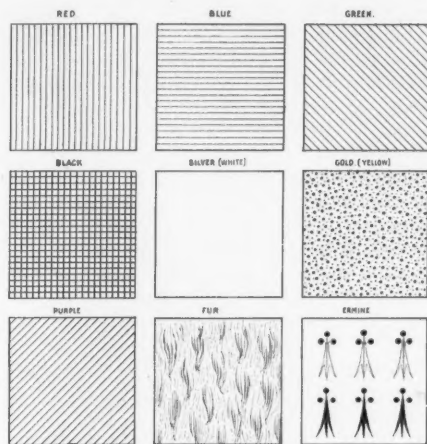 RED
BLUE
GREEN.
BLACK
SILVER (WHITE)
GOLD (YELLOW)
PURPLE
FUR
ERMINE